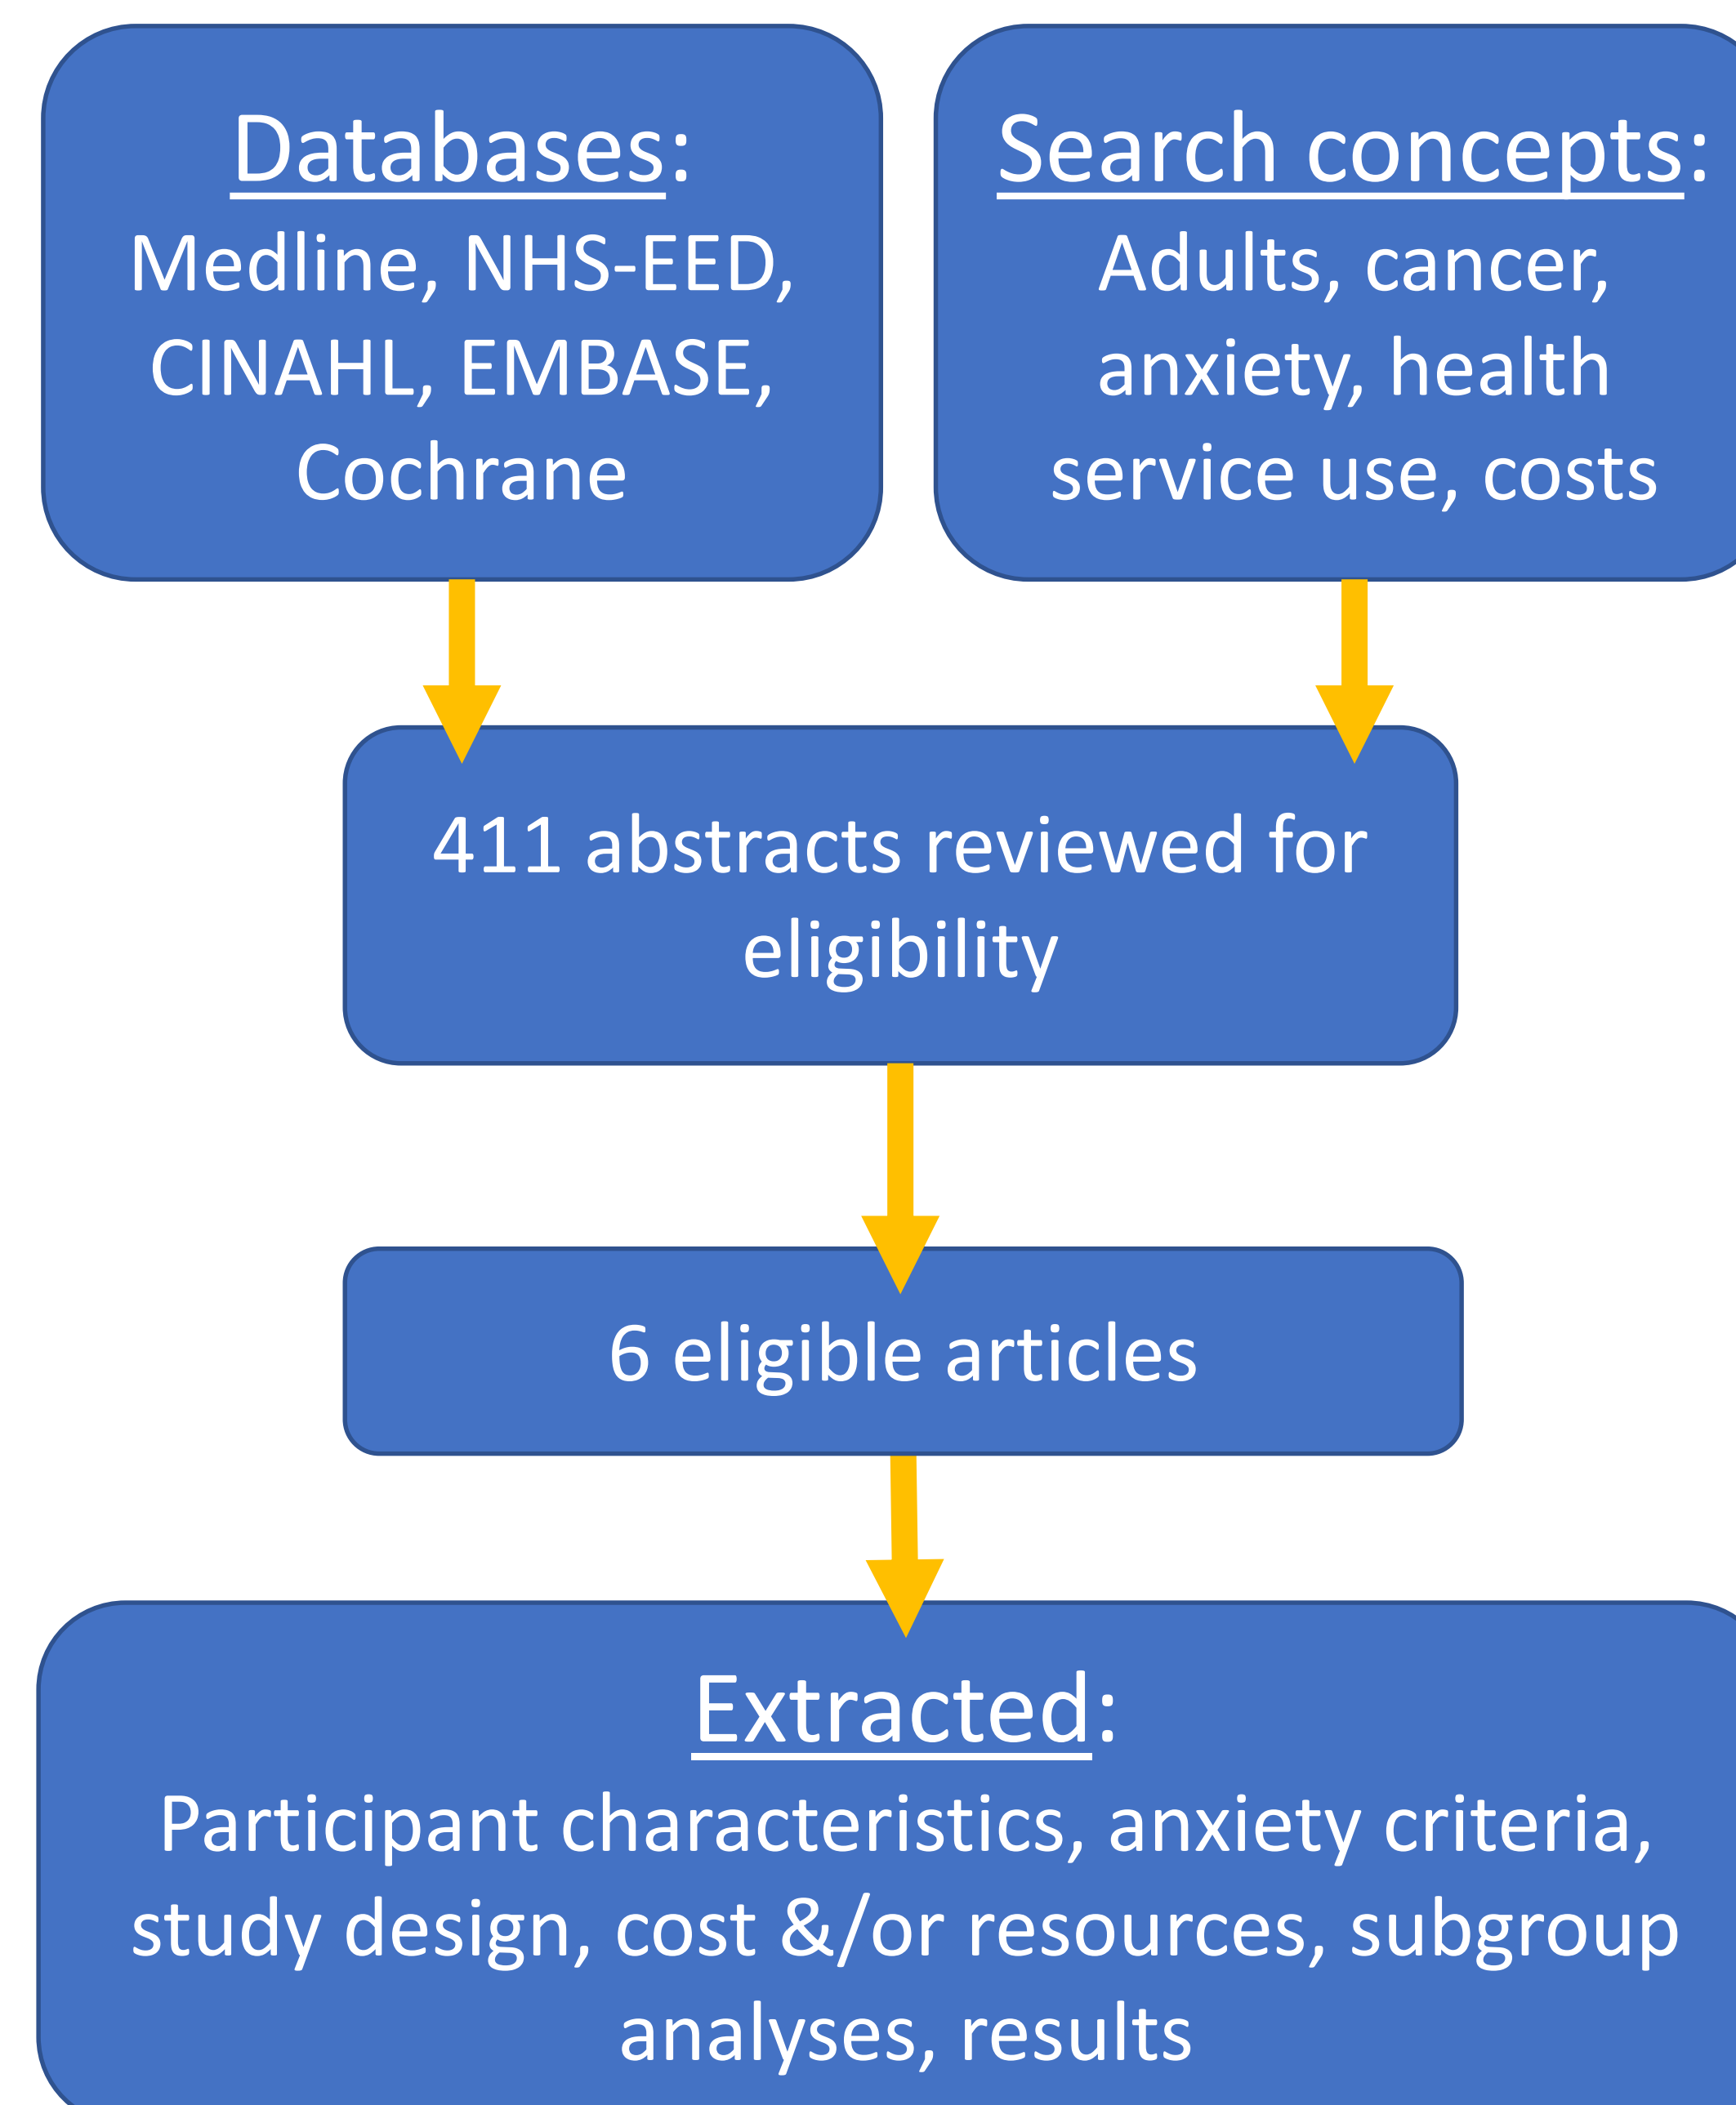 Databases:
Medline, NHS-EED,
CINAHL, EMBASE,
Cochrane
Search concepts:
Adults, cancer,
anxiety, health
service use, costs
411 abstracts reviewed for
eligibility
6 eligible articles
Extracted:
Participant characteristics, anxiety criteria,
study design, cost &/or resources, subgroup
analyses, results